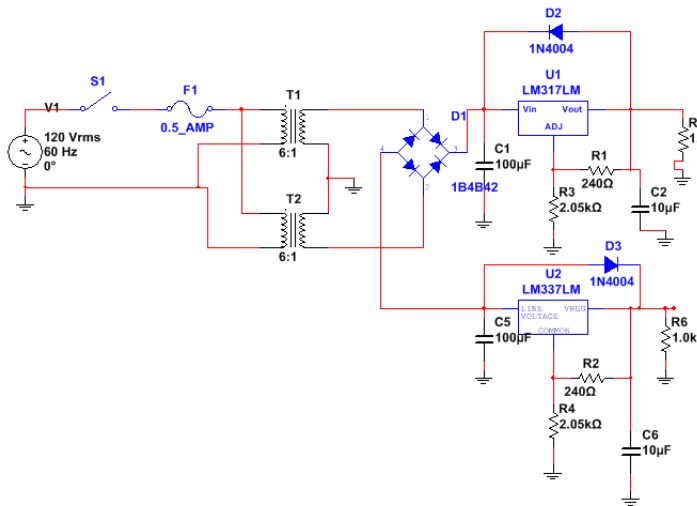 D2
1N4004
U1
LM317LM
S1
F1
T1
V1
0.5_AMP
D1
Vin
Vout
ADJ
R
1.
120 Vrms
60 Hz
0°
1
4
3
2
C1
100µF
1B4B42
R1
240Ω
6:1
R3
2.05kΩ
C2
10µF
T2
6:1
D3
1N4004
U2
LM337LM
LINE
VOLTAGE
VREG
COMMON
C5
100µF
R6
1.0k
R2
240Ω
R4
2.05kΩ
C6
10µF